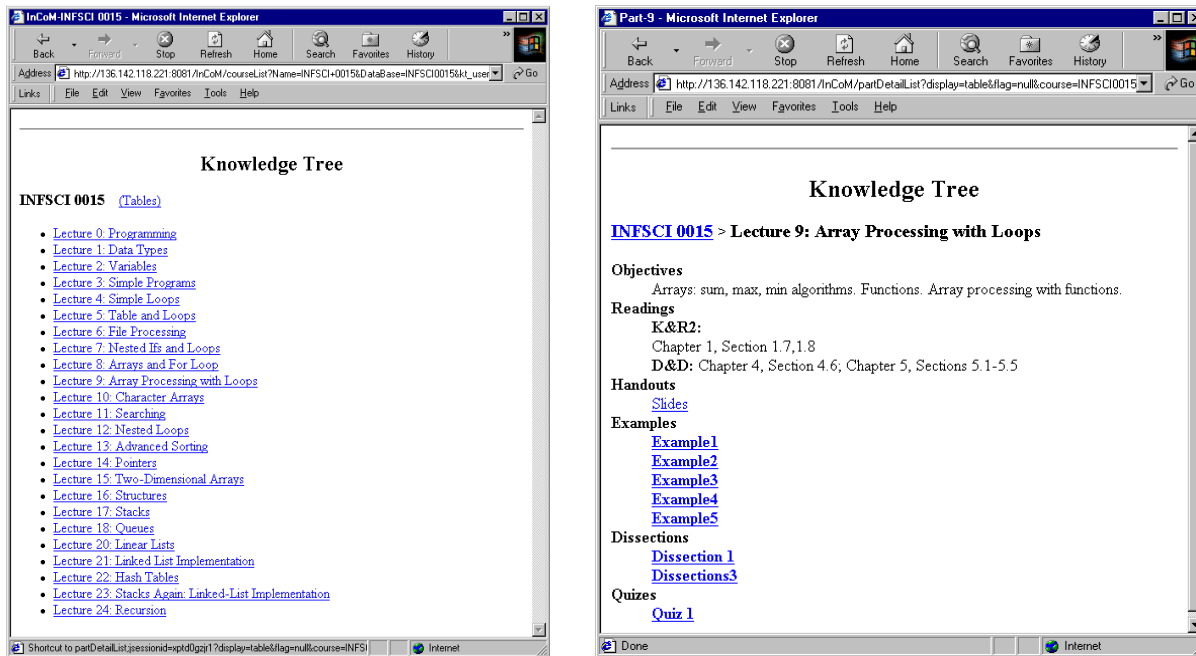 InCoM-INFSCI 0015 - Microsoft Internet Explorer
Back Forward Stop Refresh Home Search Favorites History »
Address http://136.142.118.221:8081/InCoM/courseList?Name=INFSCI+0015&DataBase=INFSCI0015&kt_user Go
Links File Edit View Favorites Tools Help
Knowledge Tree
INFSCI 0015 (Tables)
• Lecture 0: Programming
• Lecture 1: Data Types
• Lecture 2: Variables
• Lecture 3: Simple Programs
• Lecture 4: Simple Loops
• Lecture 5: Table and Loops
• Lecture 6: File Processing
• Lecture 7: Nested Ifs and Loops
• Lecture 8: Arrays and For Loop
• Lecture 9: Array Processing with Loops
• Lecture 10: Character Arrays
• Lecture 11: Searching
• Lecture 12: Nested Loops
• Lecture 13: Advanced Sorting
• Lecture 14: Pointers
• Lecture 15: Two-Dimensional Arrays
• Lecture 16: Structures
• Lecture 17: Stacks
• Lecture 18: Queues
• Lecture 20: Linear Lists
• Lecture 21: Linked List Implementation
• Lecture 22: Hash Tables
• Lecture 23: Stacks Again: Linked-List Implementation
• Lecture 24: Recursion
Shortcut to partDetailList;jsessionid=xptd0gzjr1?display=table&flag=null&course=INFS Internet
Part-9 - Microsoft Internet Explorer
Back Forward Stop Refresh Home Search Favorites History »
Address http://136.142.118.221:8081/InCoM/partDetailList?display=table&flag=null&course=INFSCI0015 Go
Links File Edit View Favorites Tools Help
Knowledge Tree
INFSCI 0015 > Lecture 9: Array Processing with Loops
Objectives
Arrays: sum, max, min algorithms. Functions. Array processing with functions.
Readings
K&R2:
Chapter 1, Section 1.7,1.8
D&D: Chapter 4, Section 4.6; Chapter 5, Sections 5.1-5.5
Handouts
Slides
Examples
Example1
Example2
Example3
Example4
Example5
Dissections
Dissection 1
Dissections3
Quizes
Quiz 1
Done Internet